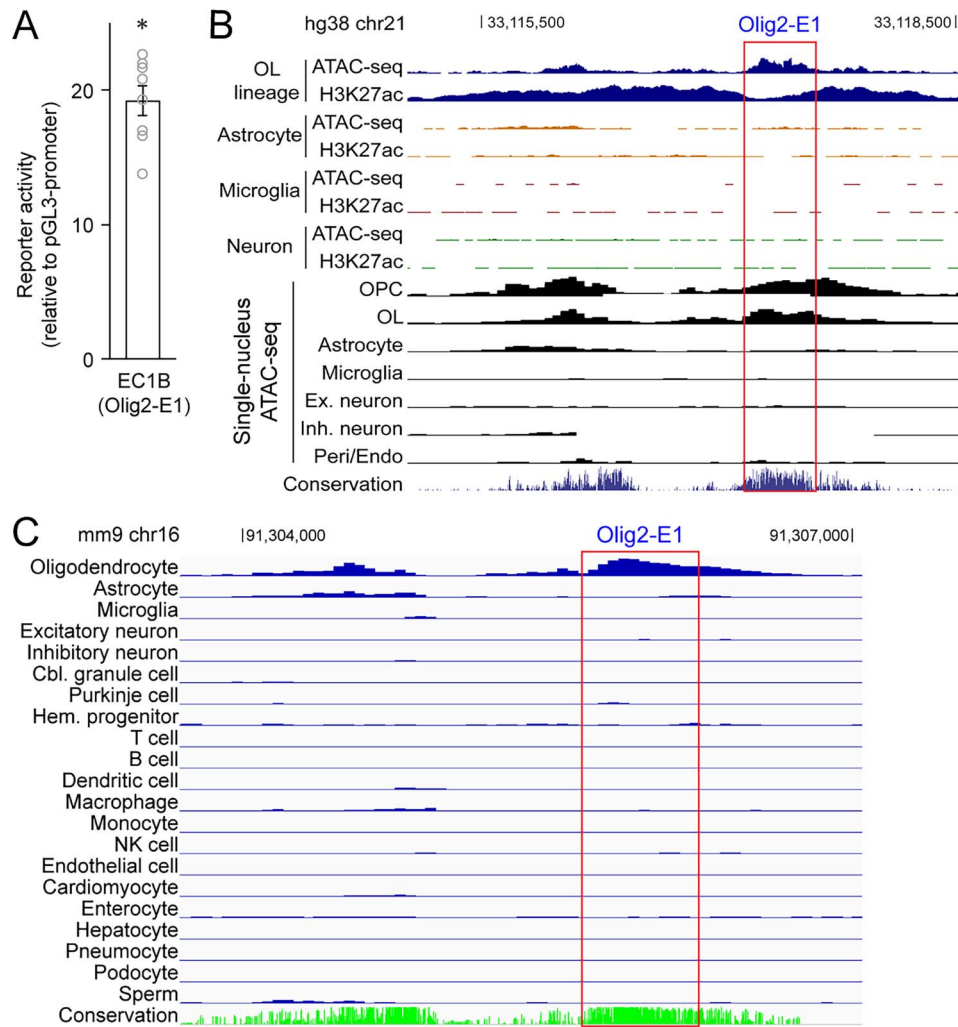 A
*
20
10
0
Reporter activity
(relative to pGL3-promoter)
EC1B
(Olig2-E1)
B
hg38 chr21
33,115,500
Olig2-E1
33,118,500
OL
lineage
ATAC-seq
H3K27ac
Astrocyte
ATAC-seq
H3K27ac
Microglia
ATAC-seq
H3K27ac
Neuron
ATAC-seq
H3K27ac
Single-nucleus
ATAC-seq
OPC
OL
Astrocyte
Microglia
Ex. neuron
Inh. neuron
Peri/Endo
Conservation
C
mm9 chr16
91,304,000
Olig2-E1
91,307,000
Oligodendrocyte
Astrocyte
Microglia
Excitatory neuron
Inhibitory neuron
Cbl. granule cell
Purkinje cell
Hem. progenitor
T cell
B cell
Dendritic cell
Macrophage
Monocyte
NK cell
Endothelial cell
Cardiomyocyte
Enterocyte
Hepatocyte
Pneumocyte
Podocyte
Sperm
Conservation